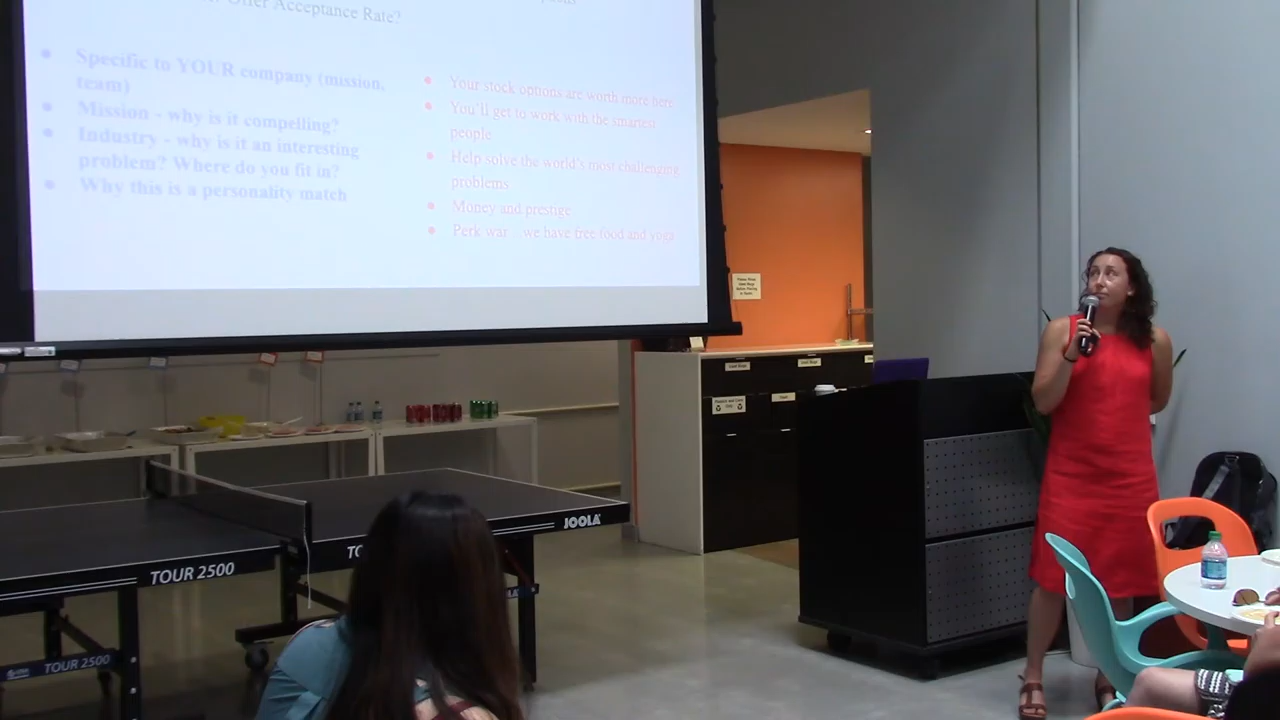 Offer Acceptance Rate?
• Specific to YOUR company (mission,
team)
• Mission - why is it compelling?
• Industry - why is it an interesting
problem? Where do you fit in?
• Why this is a personality match
• Your stock options are worth more here
• You'll get to work with the smartest
people
• Help solve the world's most challenging
problems
• Money and prestige
• Perk war - we have free food and yoga
JOOLA
TOUR 2500
TO
TOUR 2500